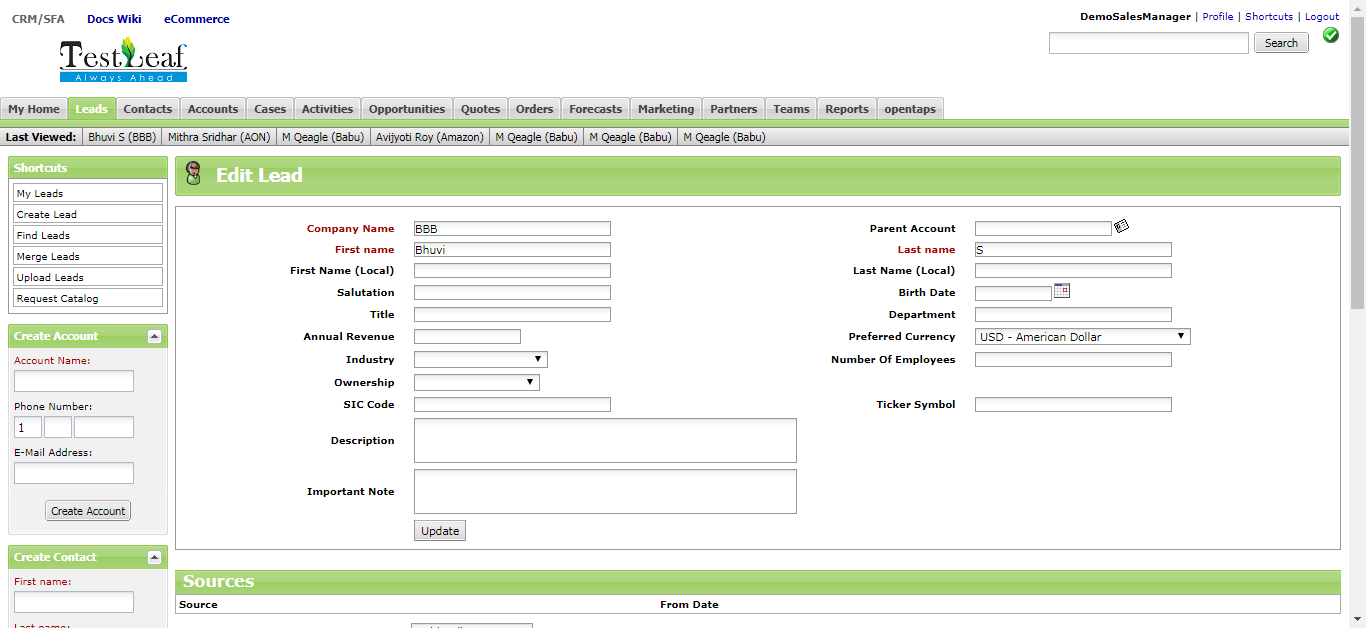 CRM/SFA Docs Wiki eCommerce
DemoSalesManager | Profile | Shortcuts | Logout
Search
TestLeaf
Always Ahead
My Home Leads Contacts Accounts Cases Activities Opportunities Quotes Orders Forecasts Marketing Partners Teams Reports opentaps
Last Viewed: Bhuvi S (BBB) Mithra Sridhar (AON) M Qeagle (Babu) Avijyoti Roy (Amazon) M Qeagle (Babu) M Qeagle (Babu) M Qeagle (Babu)
Shortcuts
My Leads
Create Lead
Find Leads
Merge Leads
Upload Leads
Request Catalog
Create Account
Account Name:
Phone Number:
1
E-Mail Address:
Create Account
Create Contact
First name:
Last name:
Edit Lead
Company Name BBB Parent Account
First name Bhuvi Last name S
First Name (Local) Last Name (Local)
Salutation Birth Date
Title Department
Annual Revenue Preferred Currency USD - American Dollar
Industry Number Of Employees
Ownership
SIC Code Ticker Symbol
Description
Important Note
Update
Sources
Source From Date